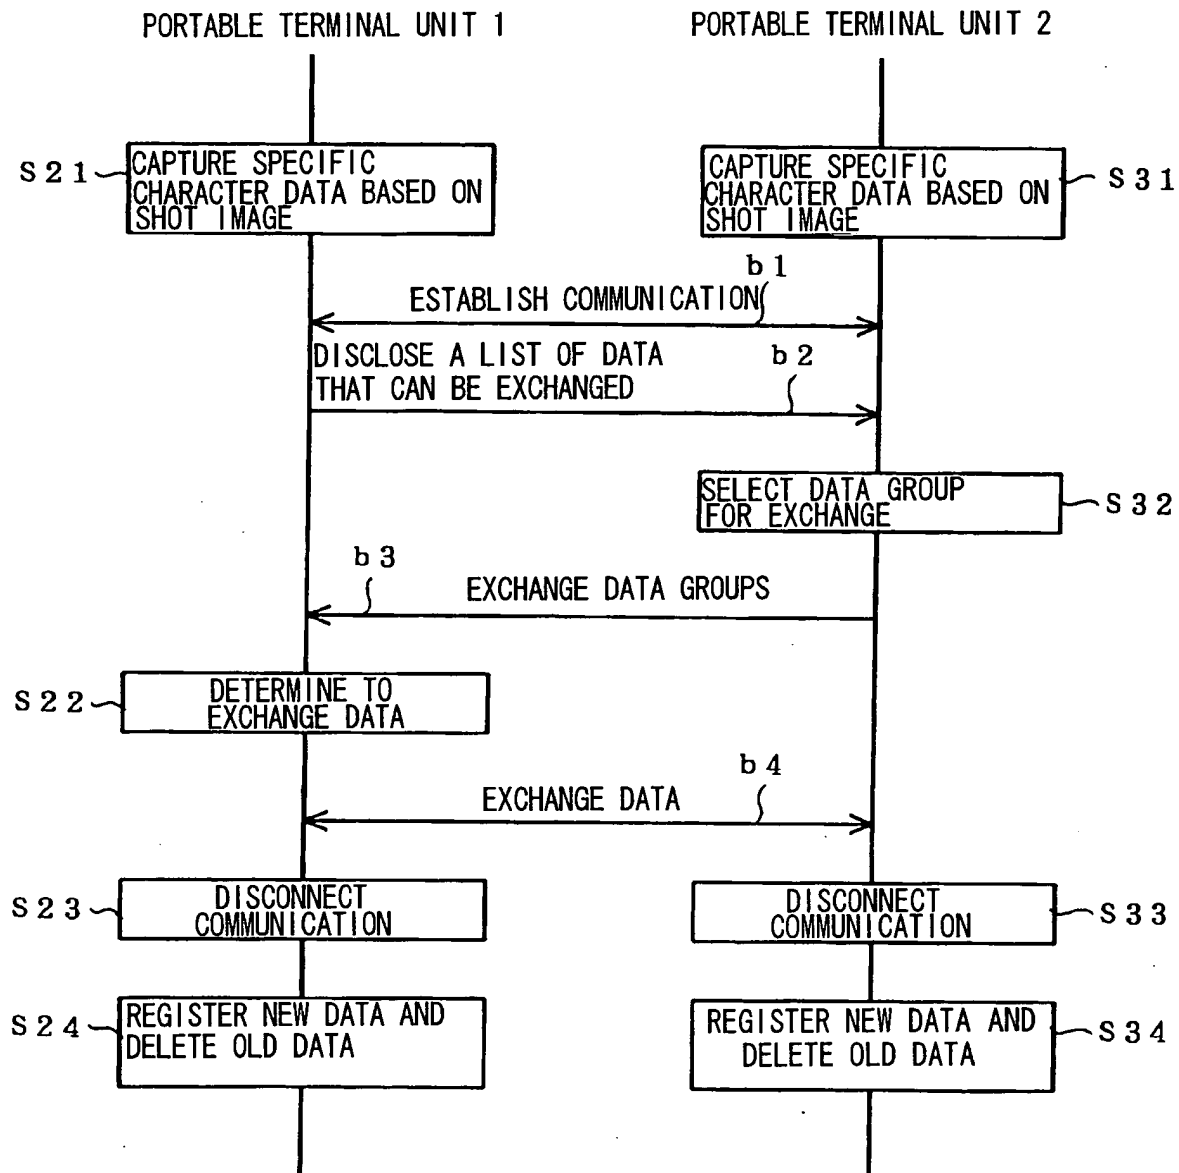 PORTABLE TERMINAL UNIT 1
PORTABLE TERMINAL UNIT 2
S21
CAPTURE SPECIFIC
CHARACTER DATA BASED ON
SHOT IMAGE
CAPTURE SPECIFIC
CHARACTER DATA BASED ON
SHOT IMAGE
S31
b1
ESTABLISH COMMUNICATION
DISCLOSE A LIST OF DATA
THAT CAN BE EXCHANGED
b2
SELECT DATA GROUP
FOR EXCHANGE
S32
b3
EXCHANGE DATA GROUPS
S22
DETERMINE TO
EXCHANGE DATA
b4
EXCHANGE DATA
S23
DISCONNECT
COMMUNICATION
DISCONNECT
COMMUNICATION
S33
S24
REGISTER NEW DATA AND
DELETE OLD DATA
REGISTER NEW DATA AND
DELETE OLD DATA
S34